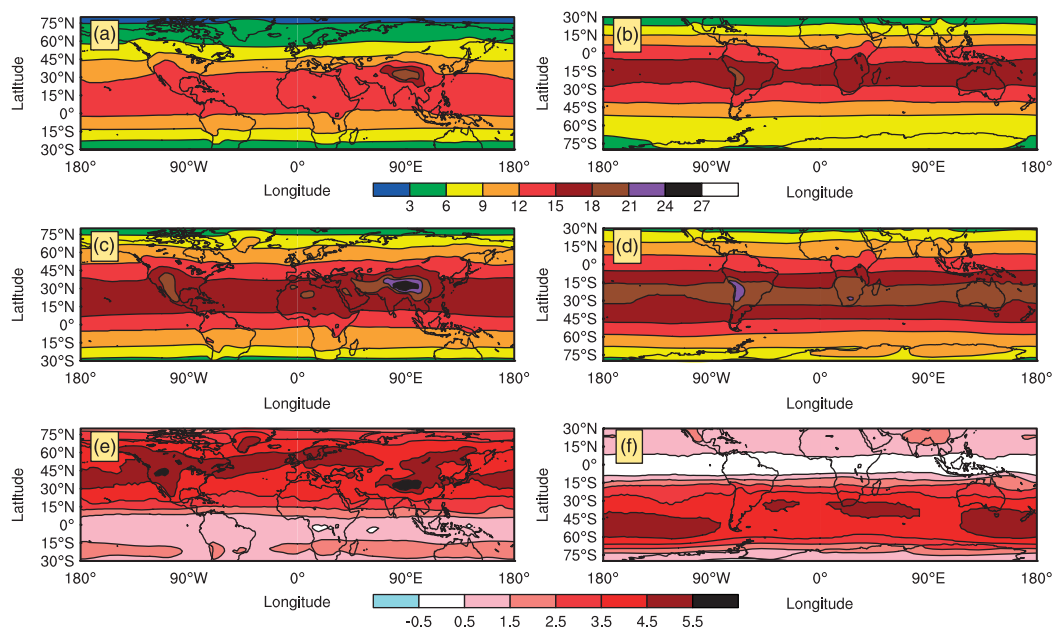 (a)
75°N
60°N
45°N
30°N
15°N
0°
15°S
30°S
Latitude
180°
90°W
0°
90°E
180°
Longitude
(b)
30°N
15°N
0°
15°S
30°S
45°S
60°S
75°S
Latitude
180°
90°W
0°
90°E
180°
Longitude
3 6 9 12 15 18 21 24 27
(c)
75°N
60°N
45°N
30°N
15°N
0°
15°S
30°S
Latitude
180°
90°W
0°
90°E
180°
Longitude
(d)
30°N
15°N
0°
15°S
30°S
45°S
60°S
75°S
Latitude
180°
90°W
0°
90°E
180°
Longitude
(e)
75°N
60°N
45°N
30°N
15°N
0°
15°S
30°S
Latitude
180°
90°W
0°
90°E
180°
Longitude
(f)
30°N
15°N
0°
15°S
30°S
45°S
60°S
75°S
Latitude
180°
90°W
0°
90°E
180°
Longitude
-0.5 0.5 1.5 2.5 3.5 4.5 5.5